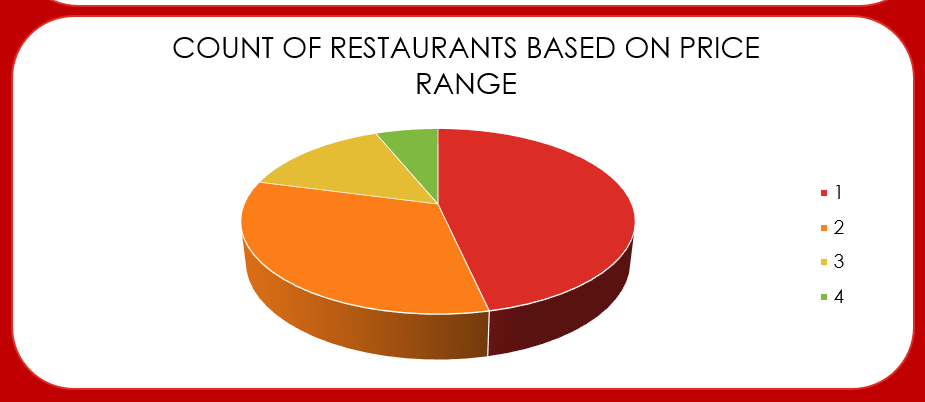 COUNT OF RESTAURANTS BASED ON PRICE
RANGE
1
2
3
4